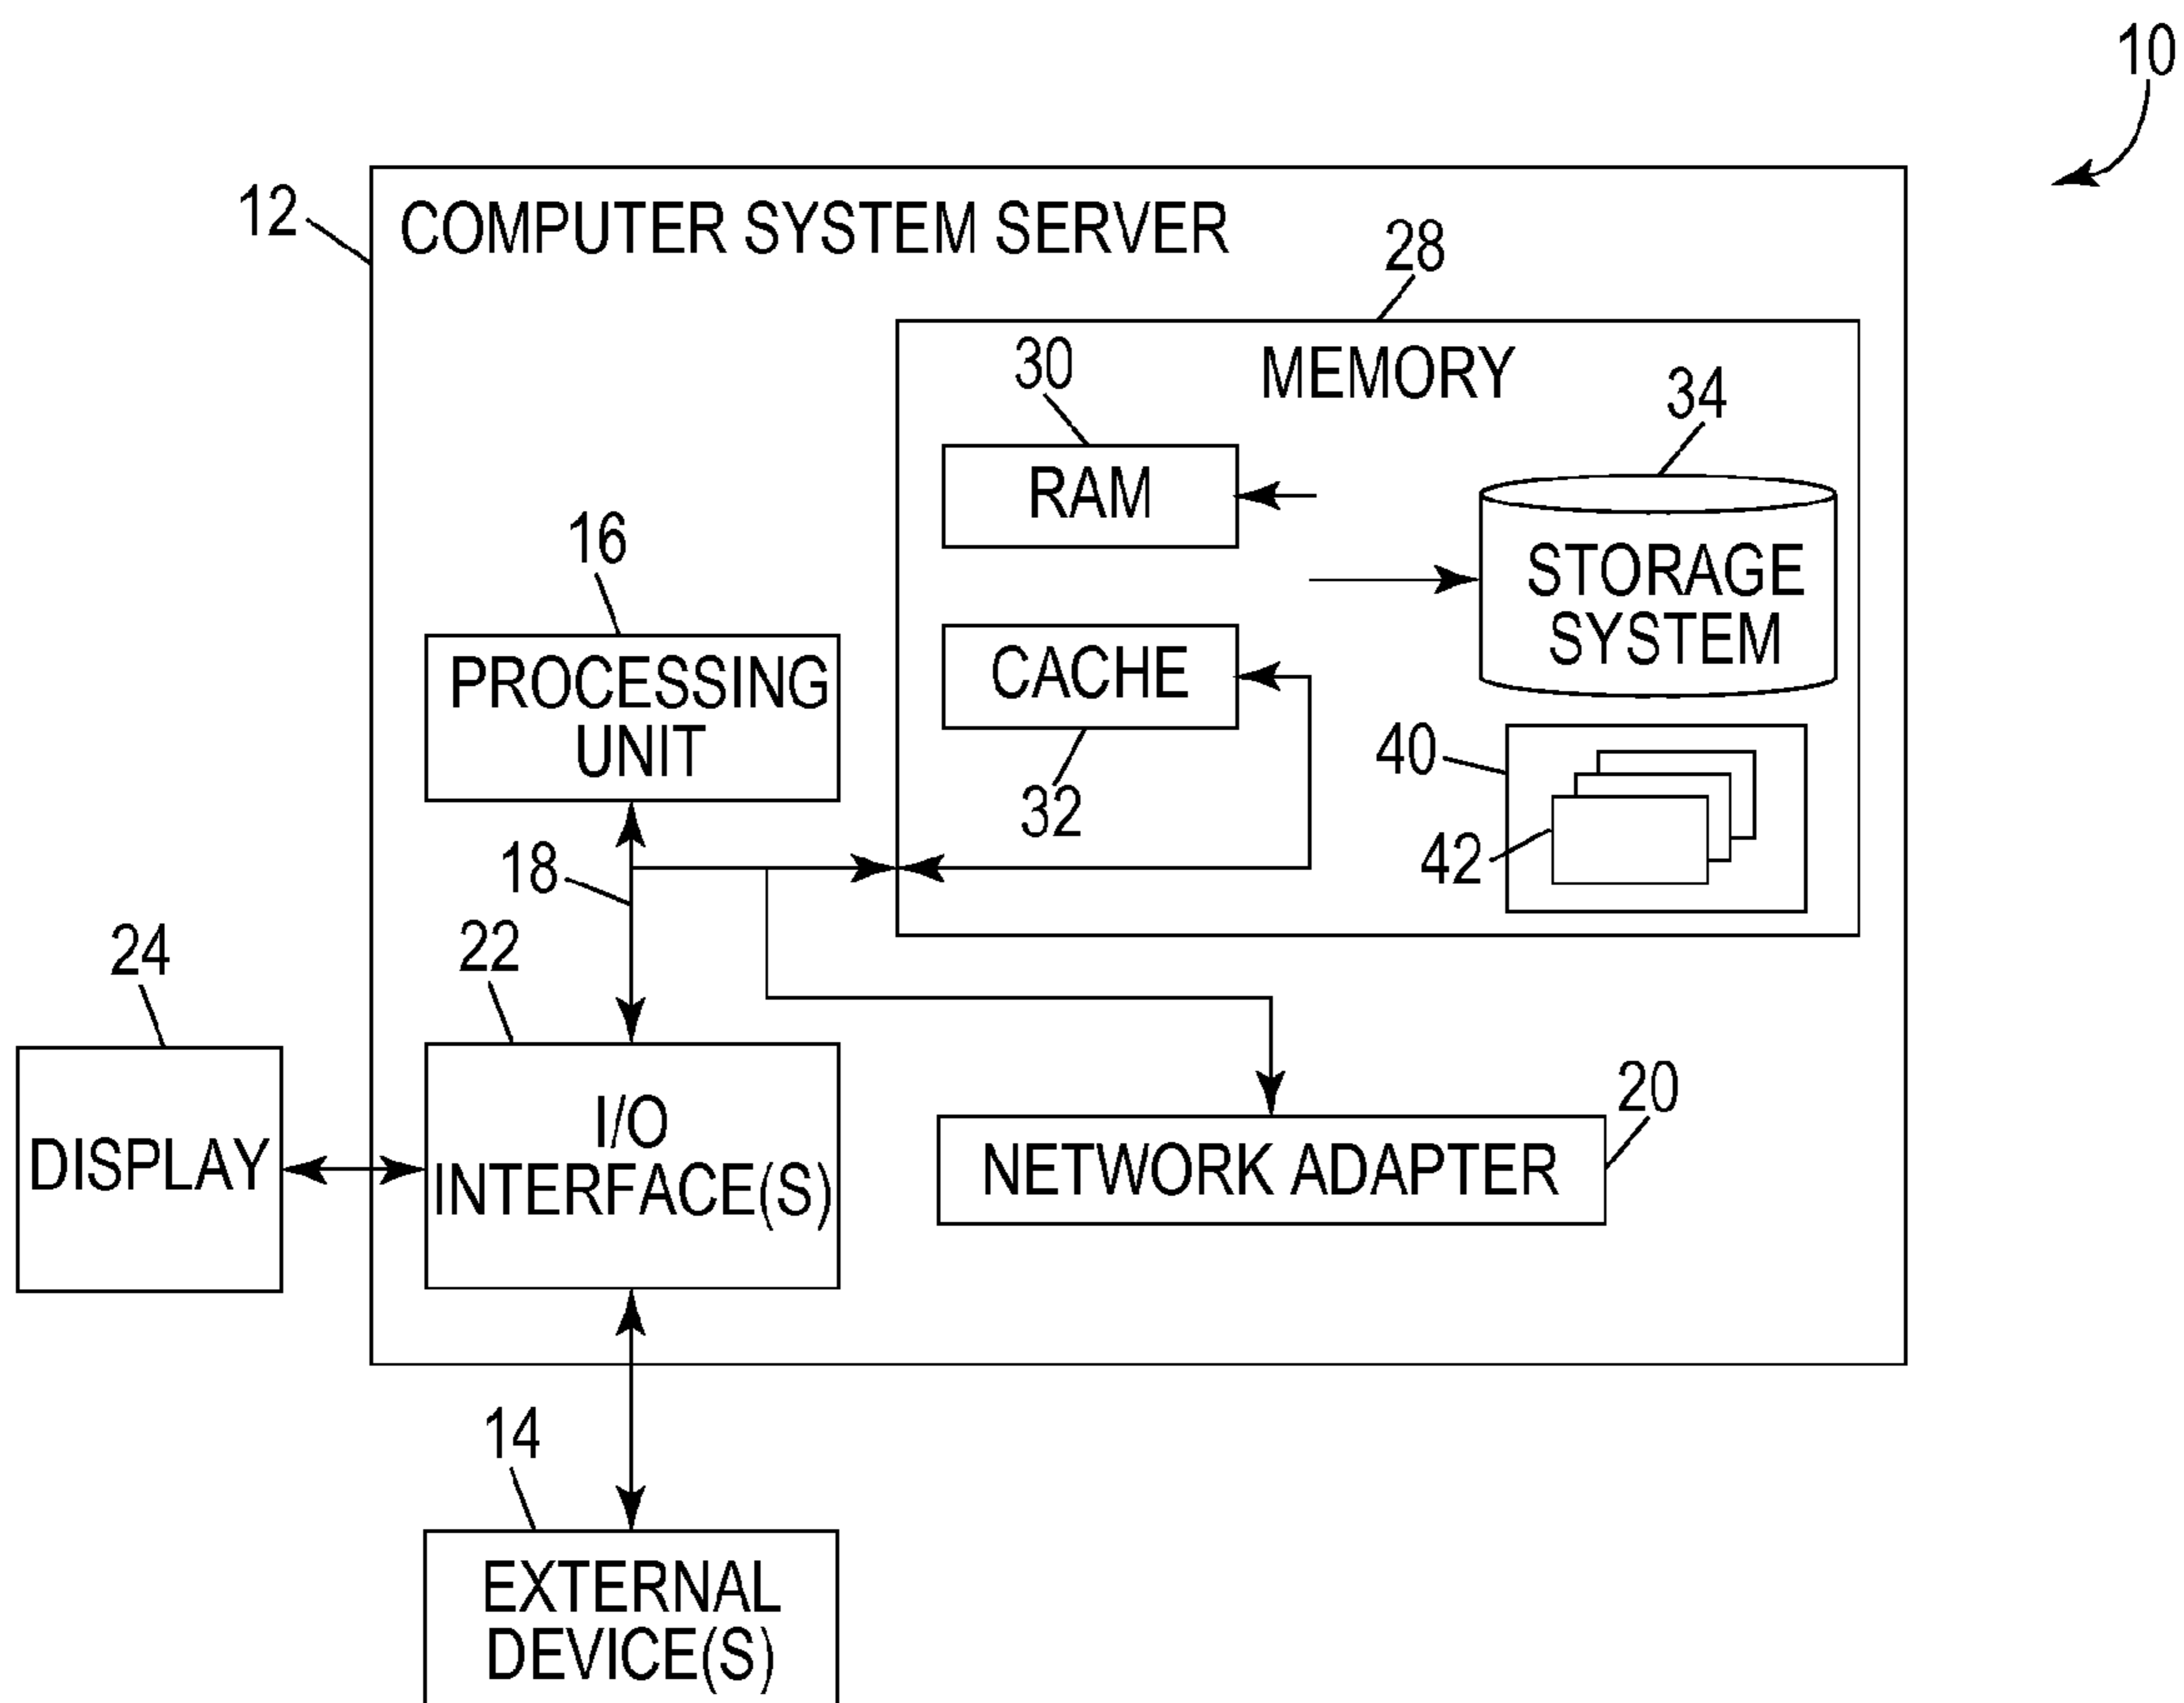 10
12
COMPUTER SYSTEM SERVER
28
30
MEMORY
34
RAM
16
STORAGE
SYSTEM
PROCESSING
UNIT
CACHE
40
32
42
18
22
24
I/O
INTERFACE(S)
DISPLAY
20
NETWORK ADAPTER
14
EXTERNAL
DEVICE(S)